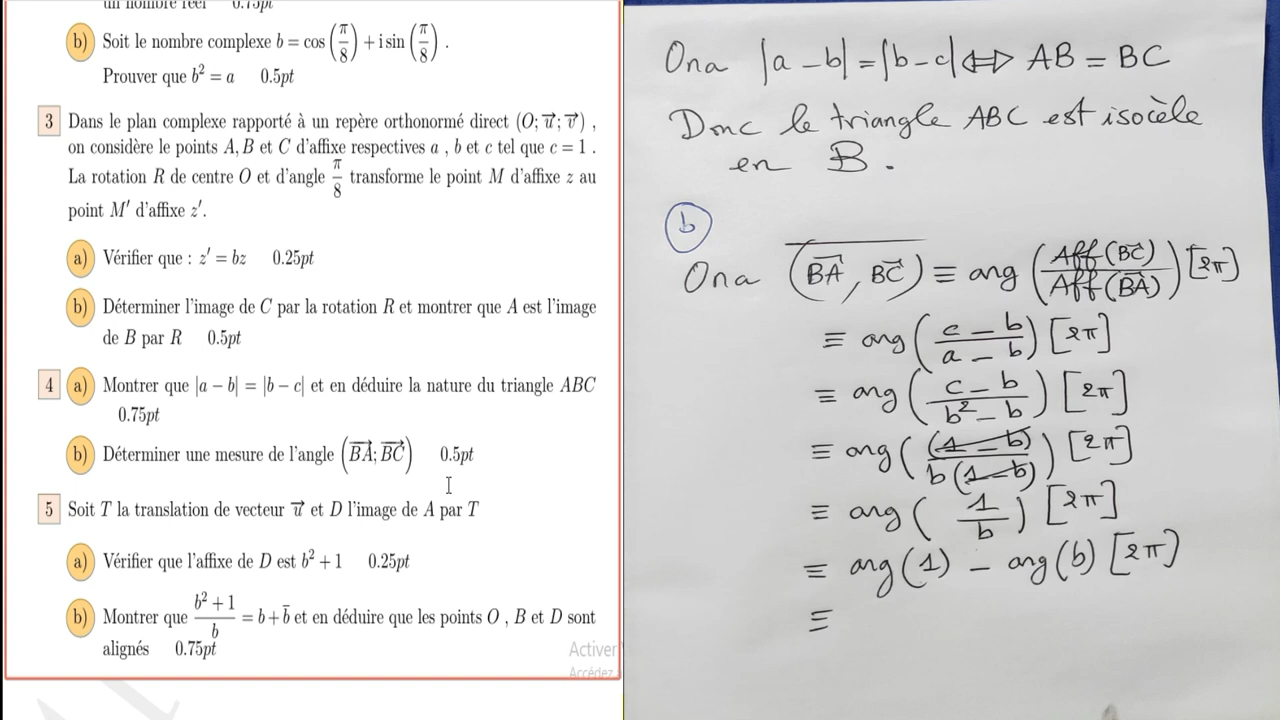 un nombre réel 0.75pt
b) Soit le nombre complexe b = cos (π/8) + i sin (π/8) .
Prouver que b² = a 0.5pt
3 Dans le plan complexe rapporté à un repère orthonormé direct (O; u⃗; v⃗) ,
on considère le points A, B et C d'affixe respectives a , b et c tel que c = 1 .
La rotation R de centre O et d'angle π/8 transforme le point M d'affixe z au
point M′ d'affixe z′.
a) Vérifier que : z′ = bz 0.25pt
b) Déterminer l'image de C par la rotation R et montrer que A est l'image
de B par R 0.5pt
4 a) Montrer que |a − b| = |b − c| et en déduire la nature du triangle ABC
0.75pt
b) Déterminer une mesure de l'angle (BA⃗; BC⃗) 0.5pt
5 Soit T la translation de vecteur u⃗ et D l'image de A par T
a) Vérifier que l'affixe de D est b² + 1 0.25pt
b) Montrer que (b² + 1)/b = b + b̄ et en déduire que les points O , B et D sont
alignés 0.75pt
Activer
Accédez
Ona |a − b| = |b − c| ⟺ AB = BC
Donc le triangle ABC est isocèle
en B .
b
Ona (BA⃗, BC⃗) ≡ arg (Aff(BC⃗)/Aff(BA⃗)) [2π]
≡ arg ((c − b)/(a − b)) [2π]
≡ arg ((c − b)/(b² − b)) [2π]
≡ arg ((1 − b)/(b(1 − b))) [2π]
≡ arg (1/b) [2π]
≡ arg(1) − arg(b) [2π]
≡